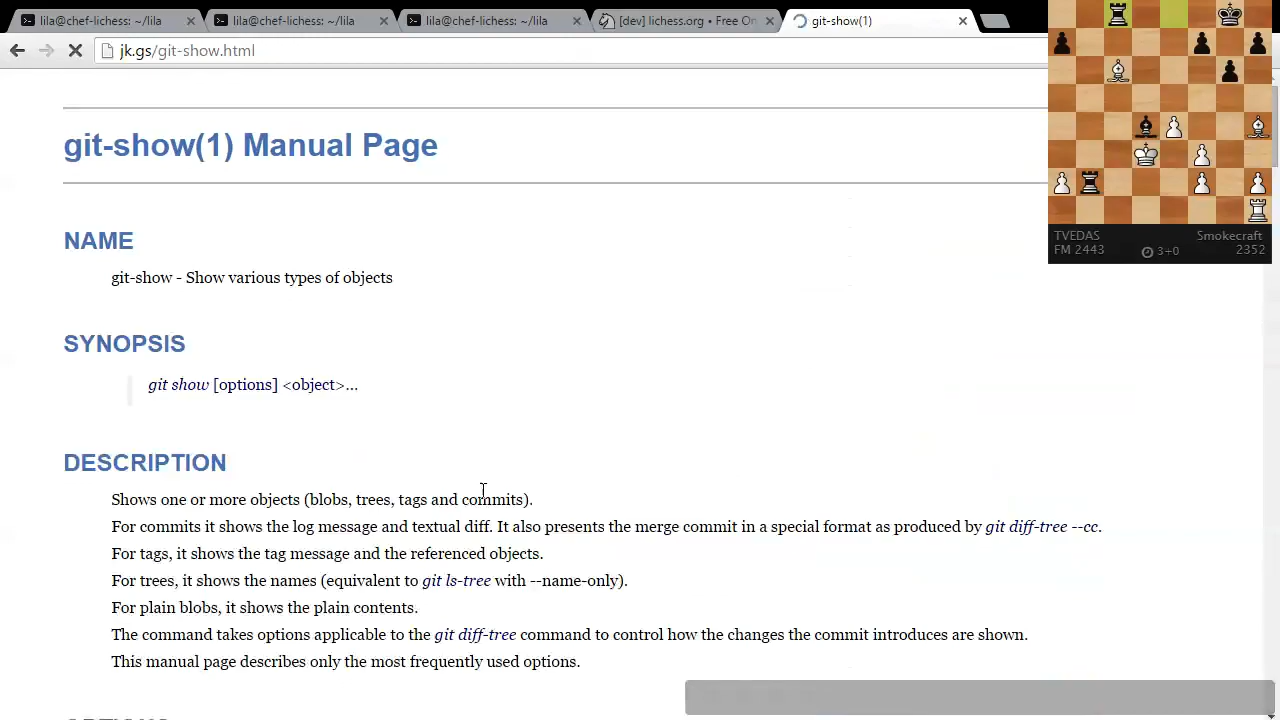 lila@chef-lichess: ~/lila
lila@chef-lichess: ~/lila
lila@chef-lichess: ~/lila
[dev] lichess.org • Free On
git-show(1)
jk.gs/git-show.html
git-show(1) Manual Page
NAME
git-show - Show various types of objects
SYNOPSIS
git show [options] <object>...
DESCRIPTION
Shows one or more objects (blobs, trees, tags and commits).
For commits it shows the log message and textual diff. It also presents the merge commit in a special format as produced by git diff-tree --cc.
For tags, it shows the tag message and the referenced objects.
For trees, it shows the names (equivalent to git ls-tree with --name-only).
For plain blobs, it shows the plain contents.
The command takes options applicable to the git diff-tree command to control how the changes the commit introduces are shown.
This manual page describes only the most frequently used options.
OPTIONS
TVEDAS
FM 2443
3+0
Smokecraft
2352